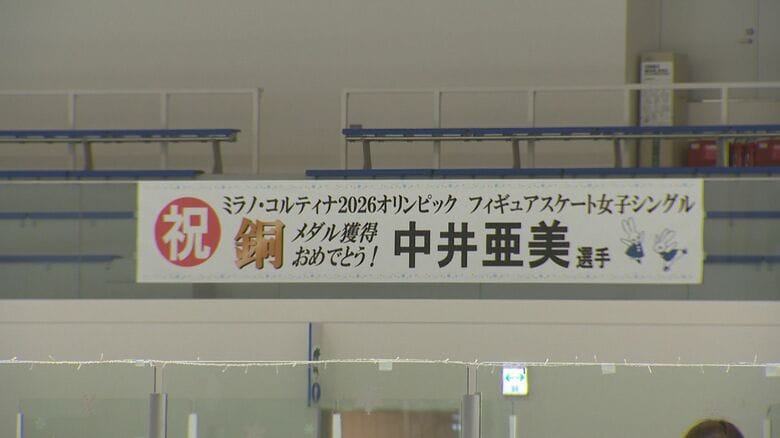 祝
ミラノ・コルティナ2026オリンピック フィギュアスケート女子シングル
銅
メダル獲得
おめでとう！
中井亜美選手